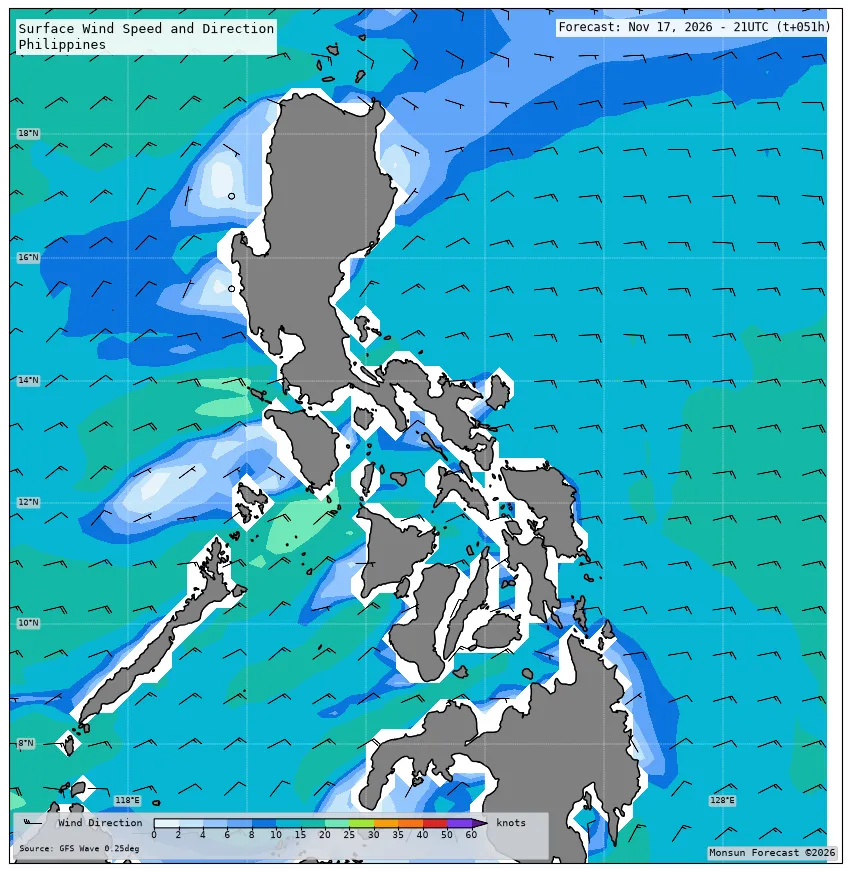 Surface Wind Speed and Direction
Philippines
Forecast: Nov 17, 2026 - 21UTC (t+051h)
18°N
16°N
14°N
12°N
10°N
8°N
118°E
128°E
Wind Direction
0 2 4 6 8 10 15 20 25 30 35 40 50 60
knots
Source: GFS Wave 0.25deg
Monsun Forecast ©2026